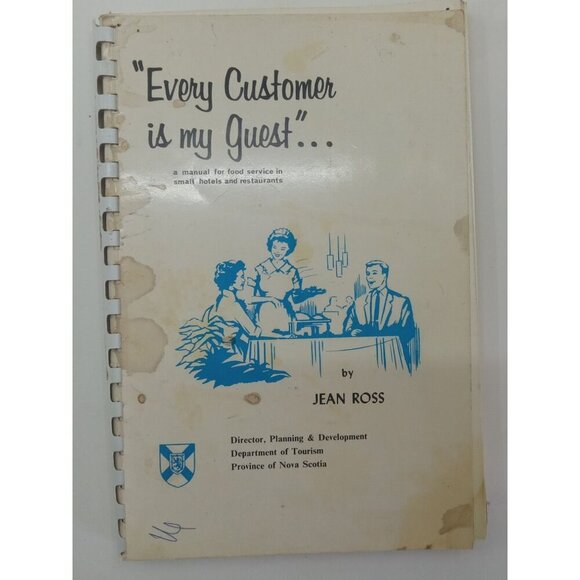 "Every Customer
is my guest"...
a manual for food service in
small hotels and restaurants
by
JEAN ROSS
Director, Planning & Development
Department of Tourism
Province of Nova Scotia